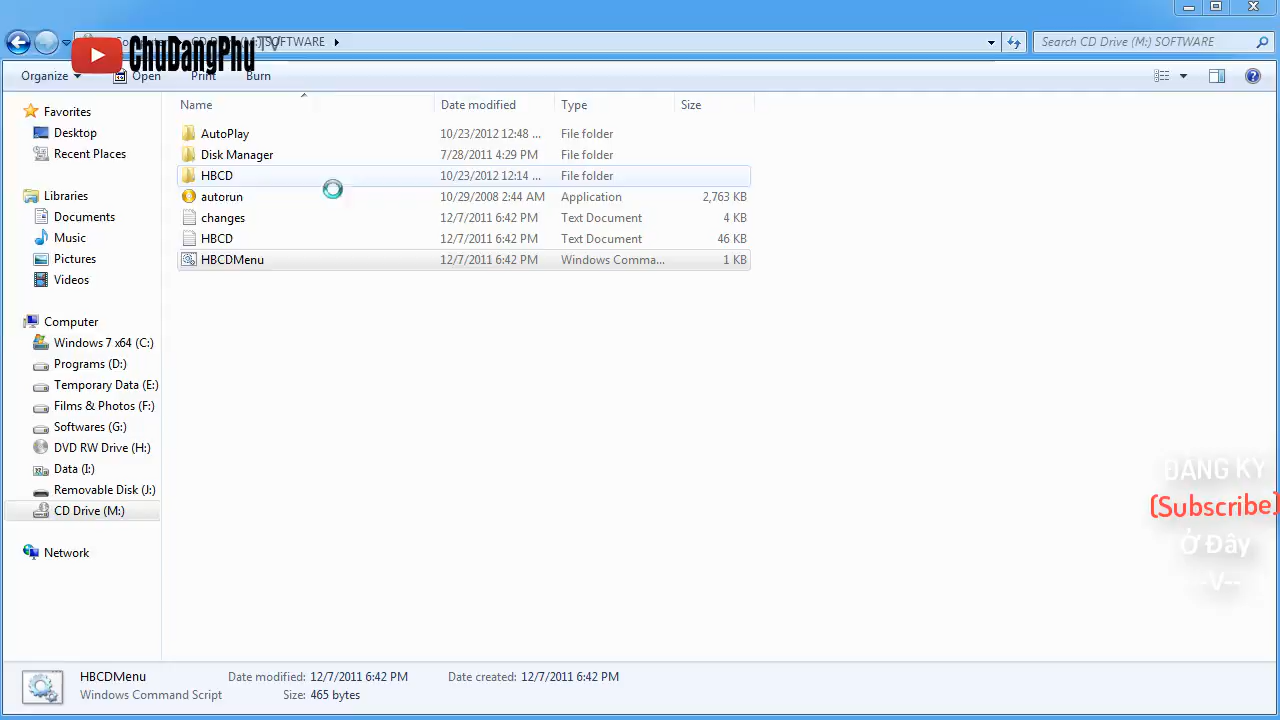 ChuDangPhuTV
SOFTWARE
Search CD Drive (M:) SOFTWARE
Organize Open Print Burn
Name Date modified Type Size
Favorites
Desktop
Recent Places
Libraries
Documents
Music
Pictures
Videos
Computer
Windows 7 x64 (C:)
Programs (D:)
Temporary Data (E:)
Films & Photos (F:)
Softwares (G:)
DVD RW Drive (H:)
Data (I:)
Removable Disk (J:)
CD Drive (M:)
Network
AutoPlay 10/23/2012 12:48 ... File folder
Disk Manager 7/28/2011 4:29 PM File folder
HBCD 10/23/2012 12:14 ... File folder
autorun 10/29/2008 2:44 AM Application 2,763 KB
changes 12/7/2011 6:42 PM Text Document 4 KB
HBCD 12/7/2011 6:42 PM Text Document 46 KB
HBCDMenu 12/7/2011 6:42 PM Windows Comma... 1 KB
ĐĂNG KÝ
(Subscribe)
Ở Đây
--V--
HBCDMenu Date modified: 12/7/2011 6:42 PM Date created: 12/7/2011 6:42 PM
Windows Command Script Size: 465 bytes